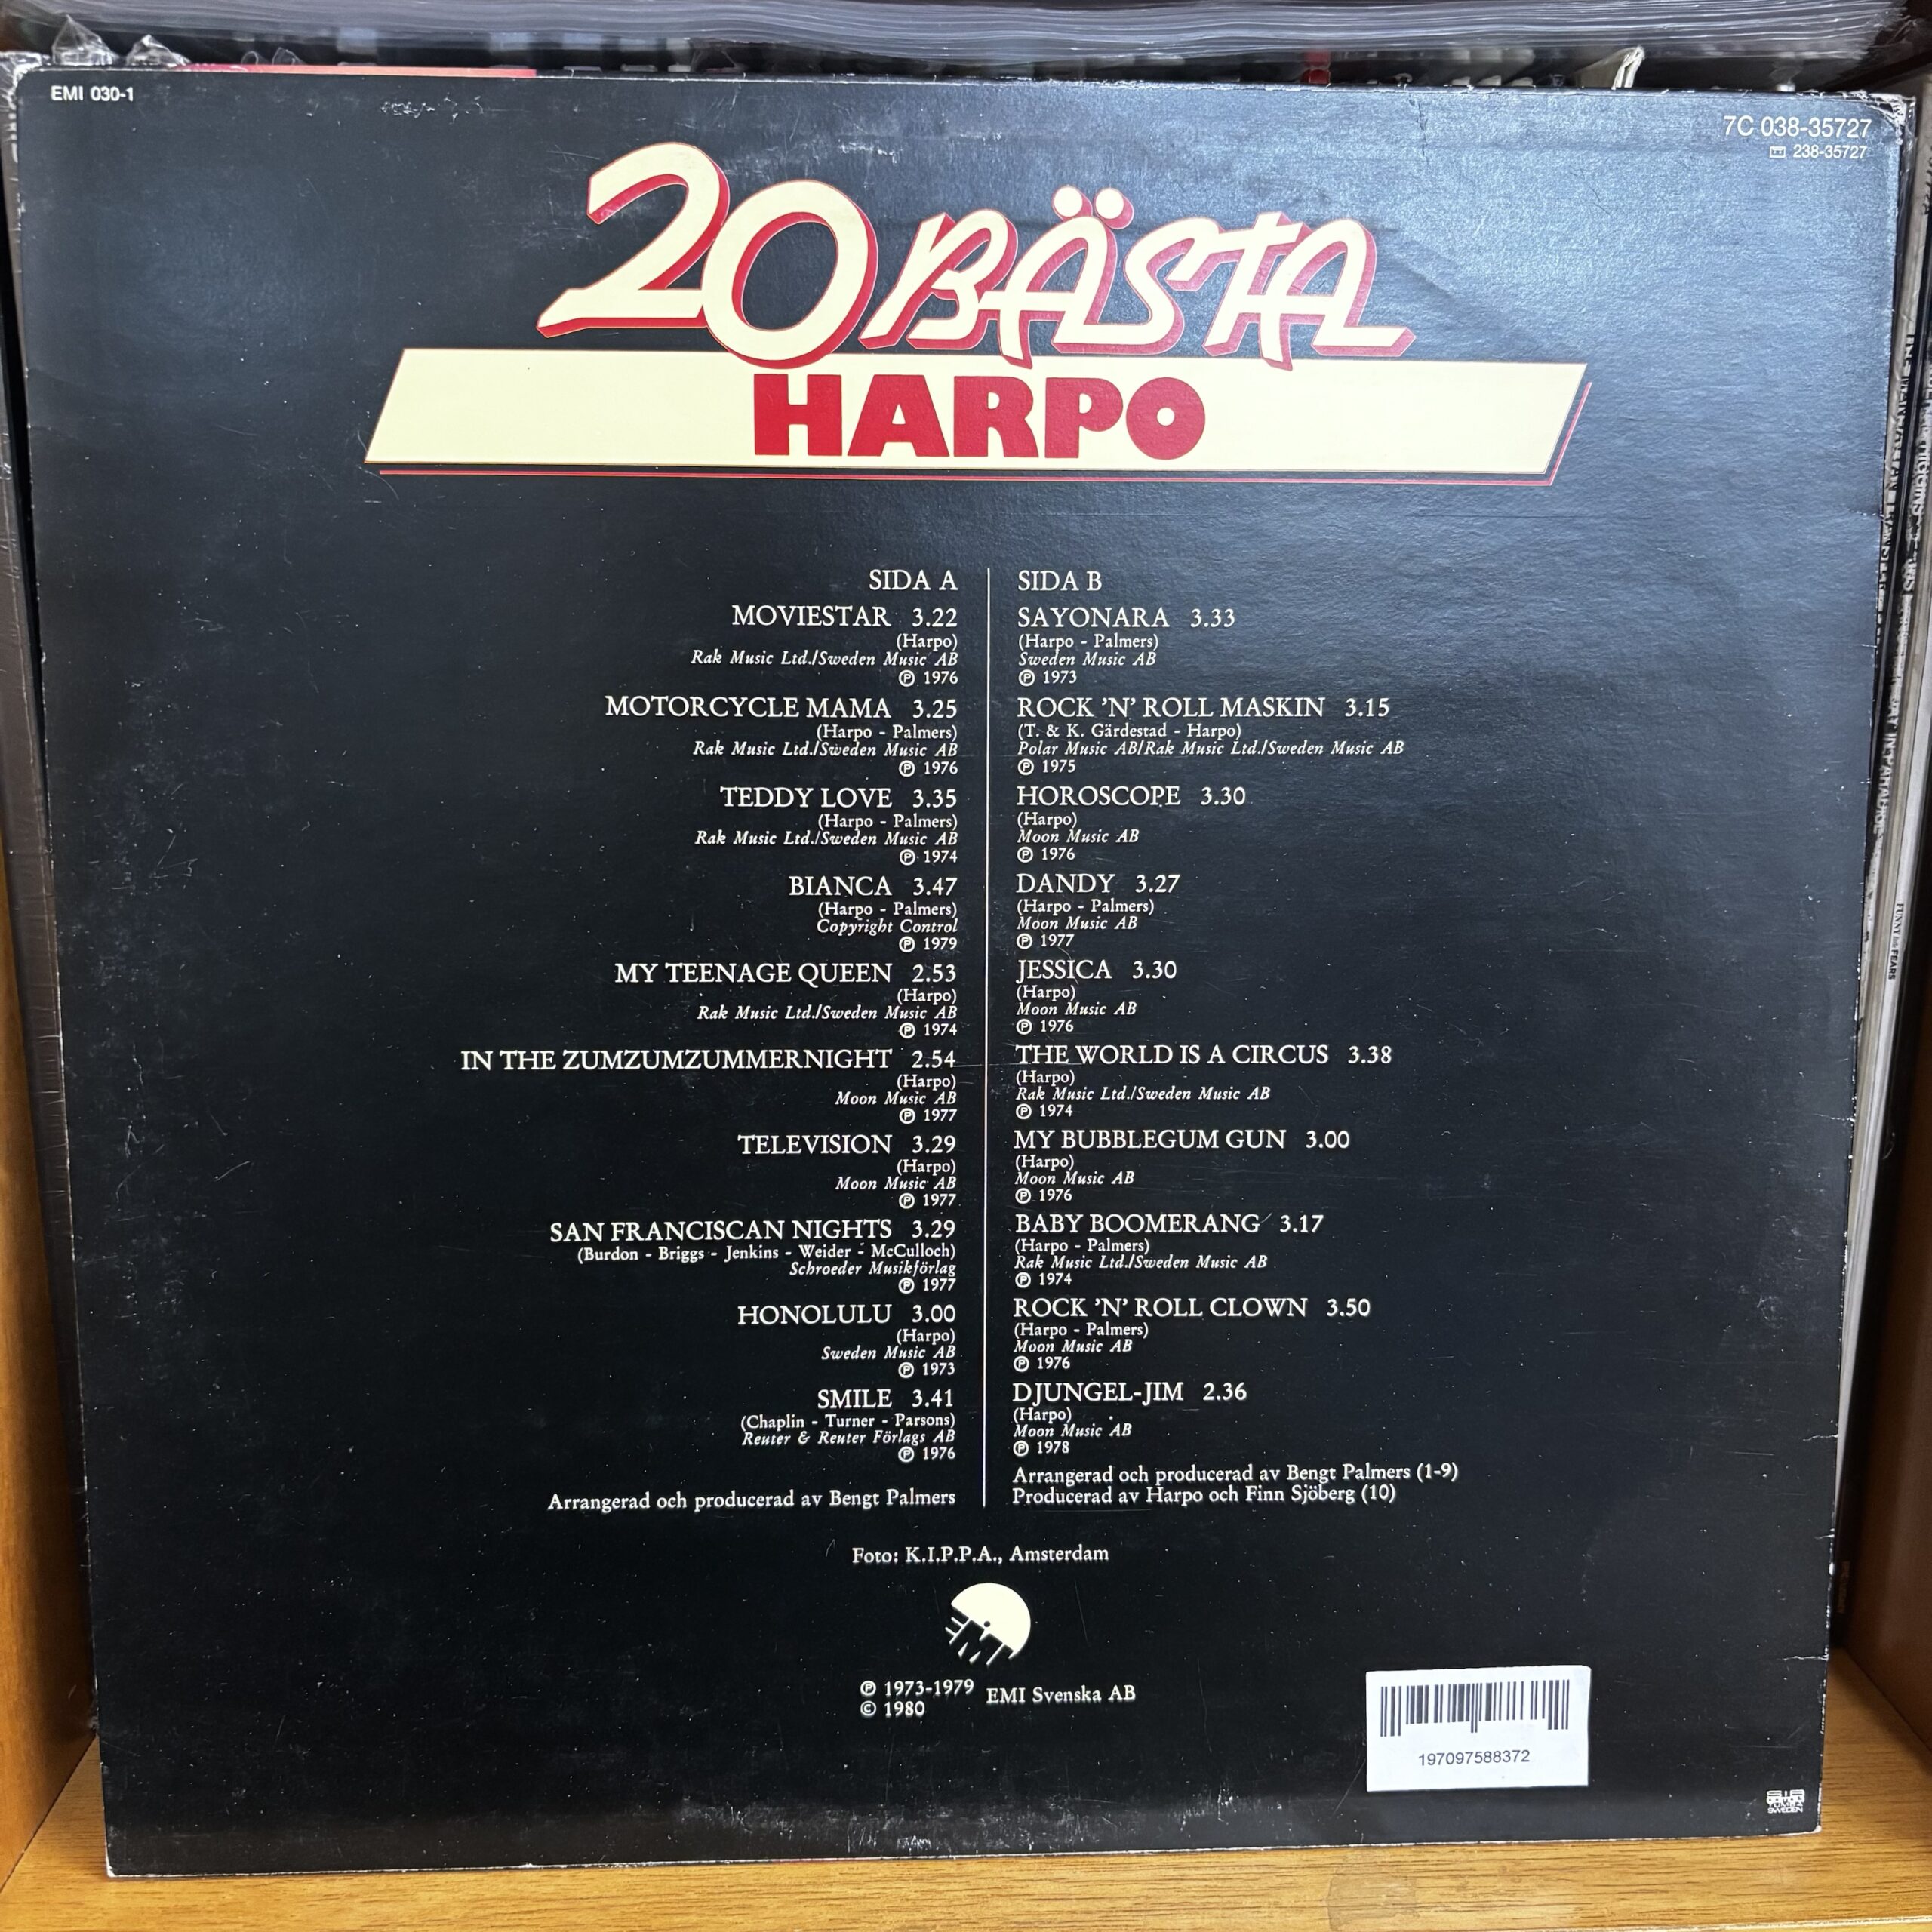 EMI 030-1
7C 038-35727
238-35727
20 BÄSTA
HARPO
SIDA A
MOVIESTAR 3.22
(Harpo)
Rak Music Ltd./Sweden Music AB
℗ 1976
MOTORCYCLE MAMA 3.25
(Harpo - Palmers)
Rak Music Ltd./Sweden Music AB
℗ 1976
TEDDY LOVE 3.35
(Harpo - Palmers)
Rak Music Ltd./Sweden Music AB
℗ 1974
BIANCA 3.47
(Harpo - Palmers)
Copyright Control
℗ 1979
MY TEENAGE QUEEN 2.53
(Harpo)
Rak Music Ltd./Sweden Music AB
℗ 1974
IN THE ZUMZUMZUMMERNIGHT 2.54
(Harpo)
Moon Music AB
℗ 1977
TELEVISION 3.29
(Harpo)
Moon Music AB
℗ 1977
SAN FRANCISCAN NIGHTS 3.29
(Burdon - Briggs - Jenkins - Weider - McCulloch)
Schroeder Musikförlag
℗ 1977
HONOLULU 3.00
(Harpo)
Sweden Music AB
℗ 1973
SMILE 3.41
(Chaplin - Turner - Parsons)
Reuter & Reuter Förlags AB
℗ 1976
Arrangerad och producerad av Bengt Palmers
SIDA B
SAYONARA 3.33
(Harpo - Palmers)
Sweden Music AB
℗ 1973
ROCK 'N' ROLL MASKIN 3.15
(T. & K. Gärdestad - Harpo)
Polar Music AB/Rak Music Ltd./Sweden Music AB
℗ 1975
HOROSCOPE 3.30
(Harpo)
Moon Music AB
℗ 1976
DANDY 3.27
(Harpo - Palmers)
Moon Music AB
℗ 1977
JESSICA 3.30
(Harpo)
Moon Music AB
℗ 1976
THE WORLD IS A CIRCUS 3.38
(Harpo)
Rak Music Ltd./Sweden Music AB
℗ 1974
MY BUBBLEGUM GUN 3.00
(Harpo)
Moon Music AB
℗ 1976
BABY BOOMERANG 3.17
(Harpo - Palmers)
Rak Music Ltd./Sweden Music AB
℗ 1974
ROCK 'N' ROLL CLOWN 3.50
(Harpo - Palmers)
Moon Music AB
℗ 1976
DJUNGEL-JIM 2.36
(Harpo)
Moon Music AB
℗ 1978
Arrangerad och producerad av Bengt Palmers (1-9)
Producerad av Harpo och Finn Sjöberg (10)
Foto: K.I.P.P.A., Amsterdam
EMI
℗ 1973-1979
© 1980
EMI Svenska AB
197097588372
TUMBA
SWEDEN